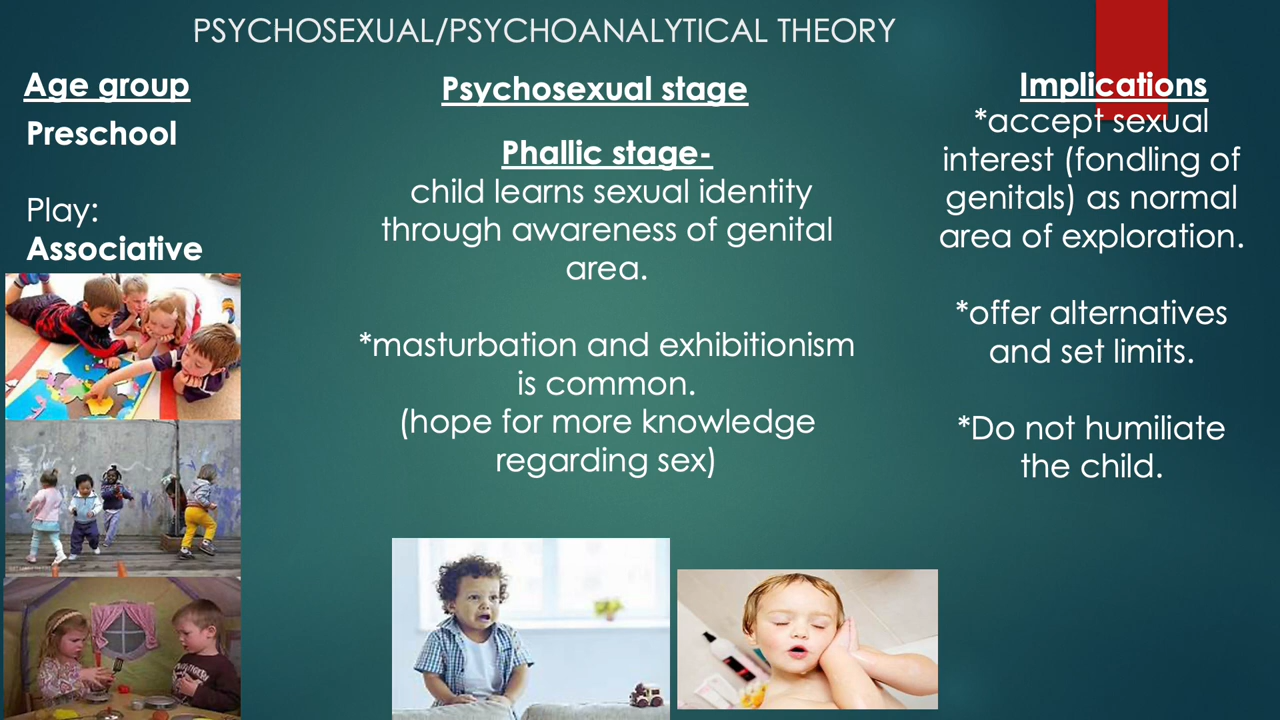 PSYCHOSEXUAL/PSYCHOANALYTICAL THEORY
Age group
Preschool
Play:
Associative
Psychosexual stage
Phallic stage-
child learns sexual identity
through awareness of genital
area.
*masturbation and exhibitionism
is common.
(hope for more knowledge
regarding sex)
Implications
*accept sexual
interest (fondling of
genitals) as normal
area of exploration.
*offer alternatives
and set limits.
*Do not humiliate
the child.